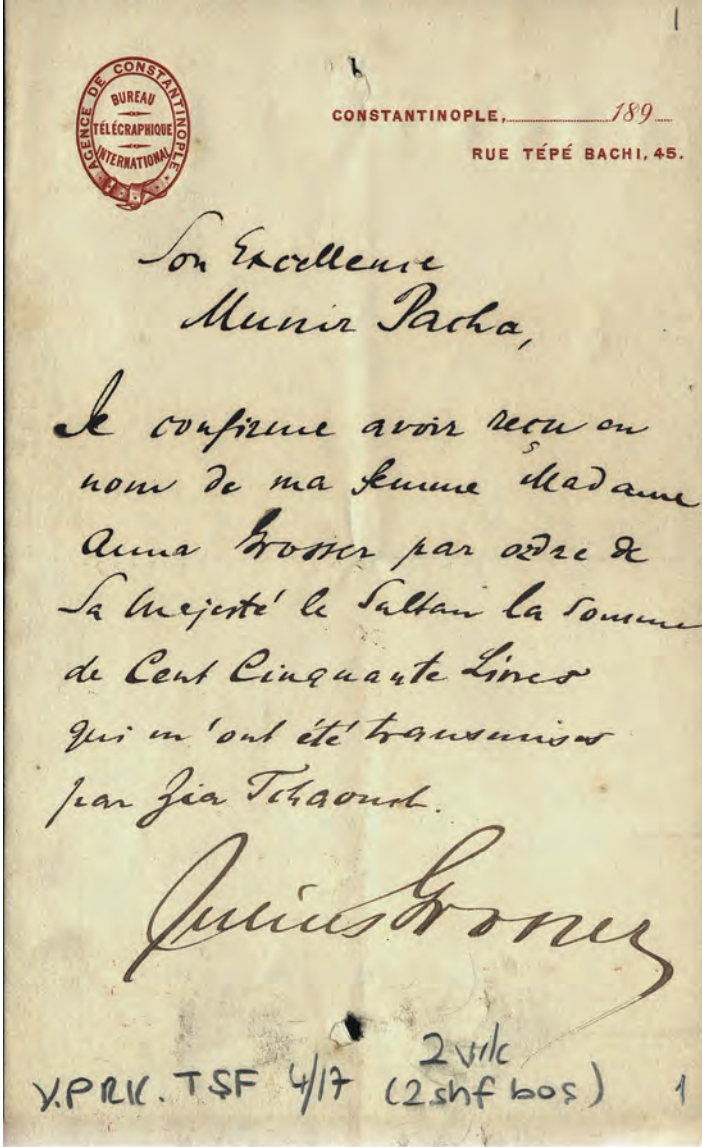 1
AGENCE DE CONSTANTINOPLE
BUREAU
TÉLÉGRAPHIQUE
INTERNATIONAL
CONSTANTINOPLE, 189
RUE TÉPÉ BACHI, 45.
Son Excellence
Munir Pacha,
Je confirme avoir reçu au
nom de ma femme Madame
Anna Grosser par ordre de
Sa Majesté le Sultan la Somme
de Cent Cinquante Livres
qui m'ont été transmises
par Zia Tchaouch.
Julius Grosser
2 vrk
Y.PRK.TŞF 4/17 (2 shf boş) 1